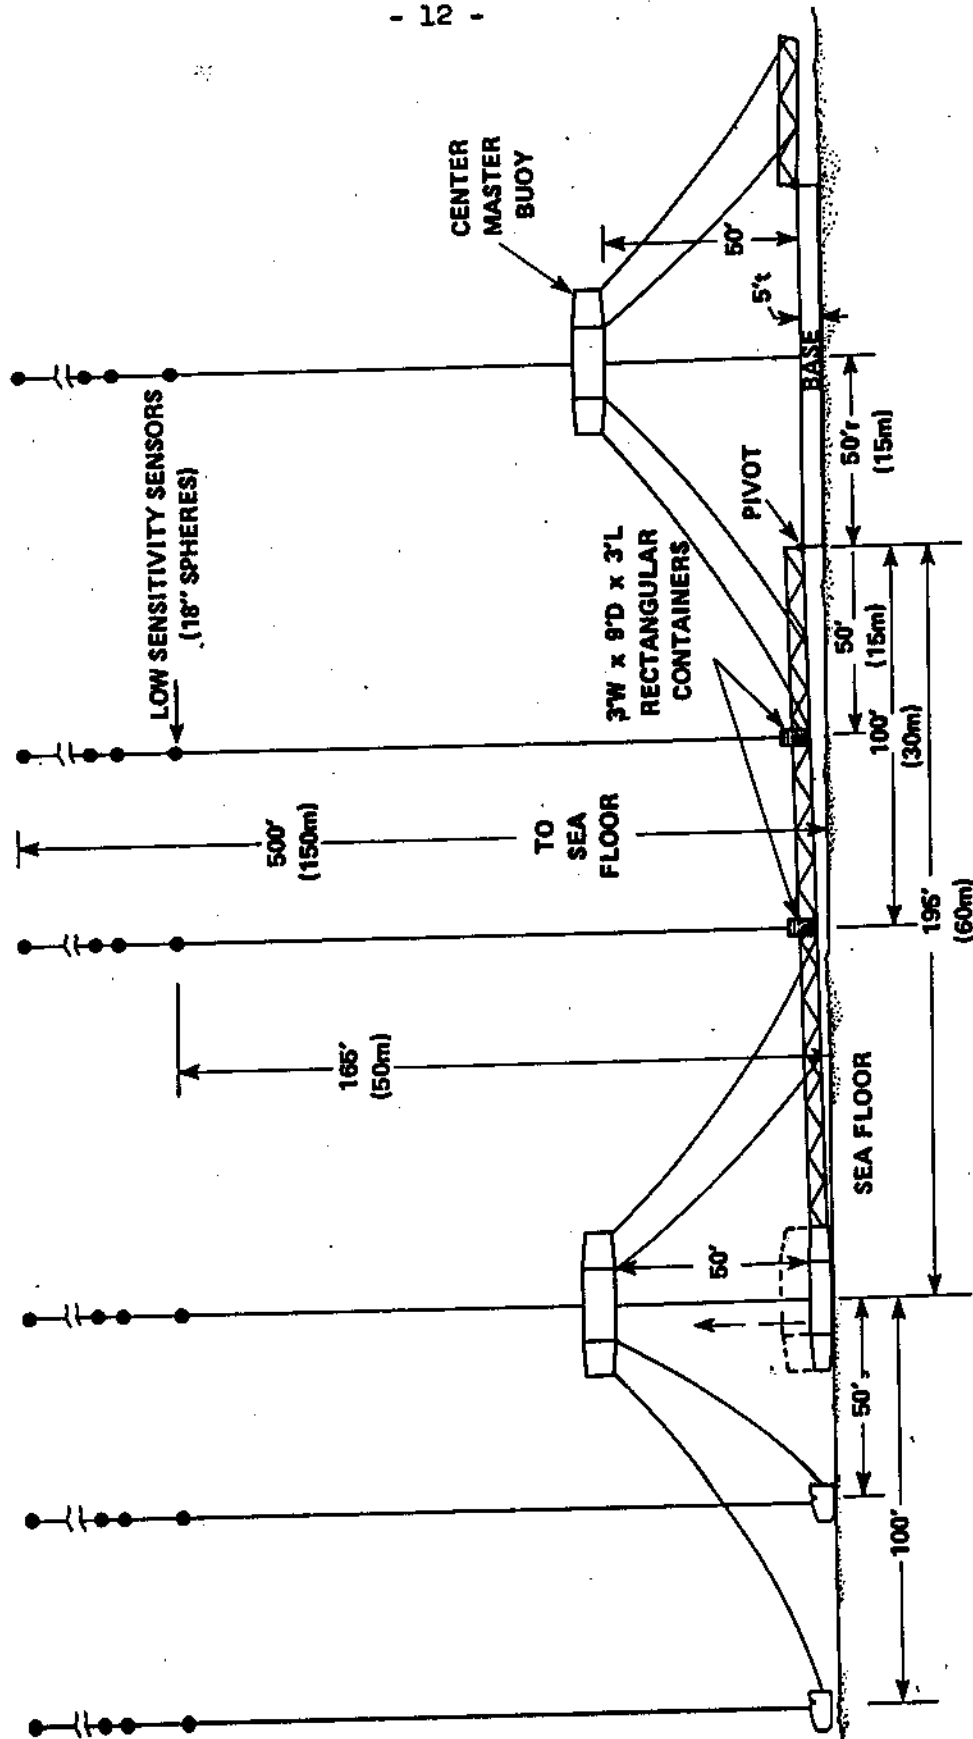 - 12 -
CENTER
MASTER
BUOY
LOW SENSITIVITY SENSORS
(18" SPHERES)
50'
5't
BASE
PIVOT
50'r
(15m)
3'W x 9'D x 3'L
RECTANGULAR
CONTAINERS
50'
(15m)
100'
(30m)
195'
(60m)
500'
(150m)
TO
SEA
FLOOR
165'
(50m)
SEA FLOOR
50'
50'
100'